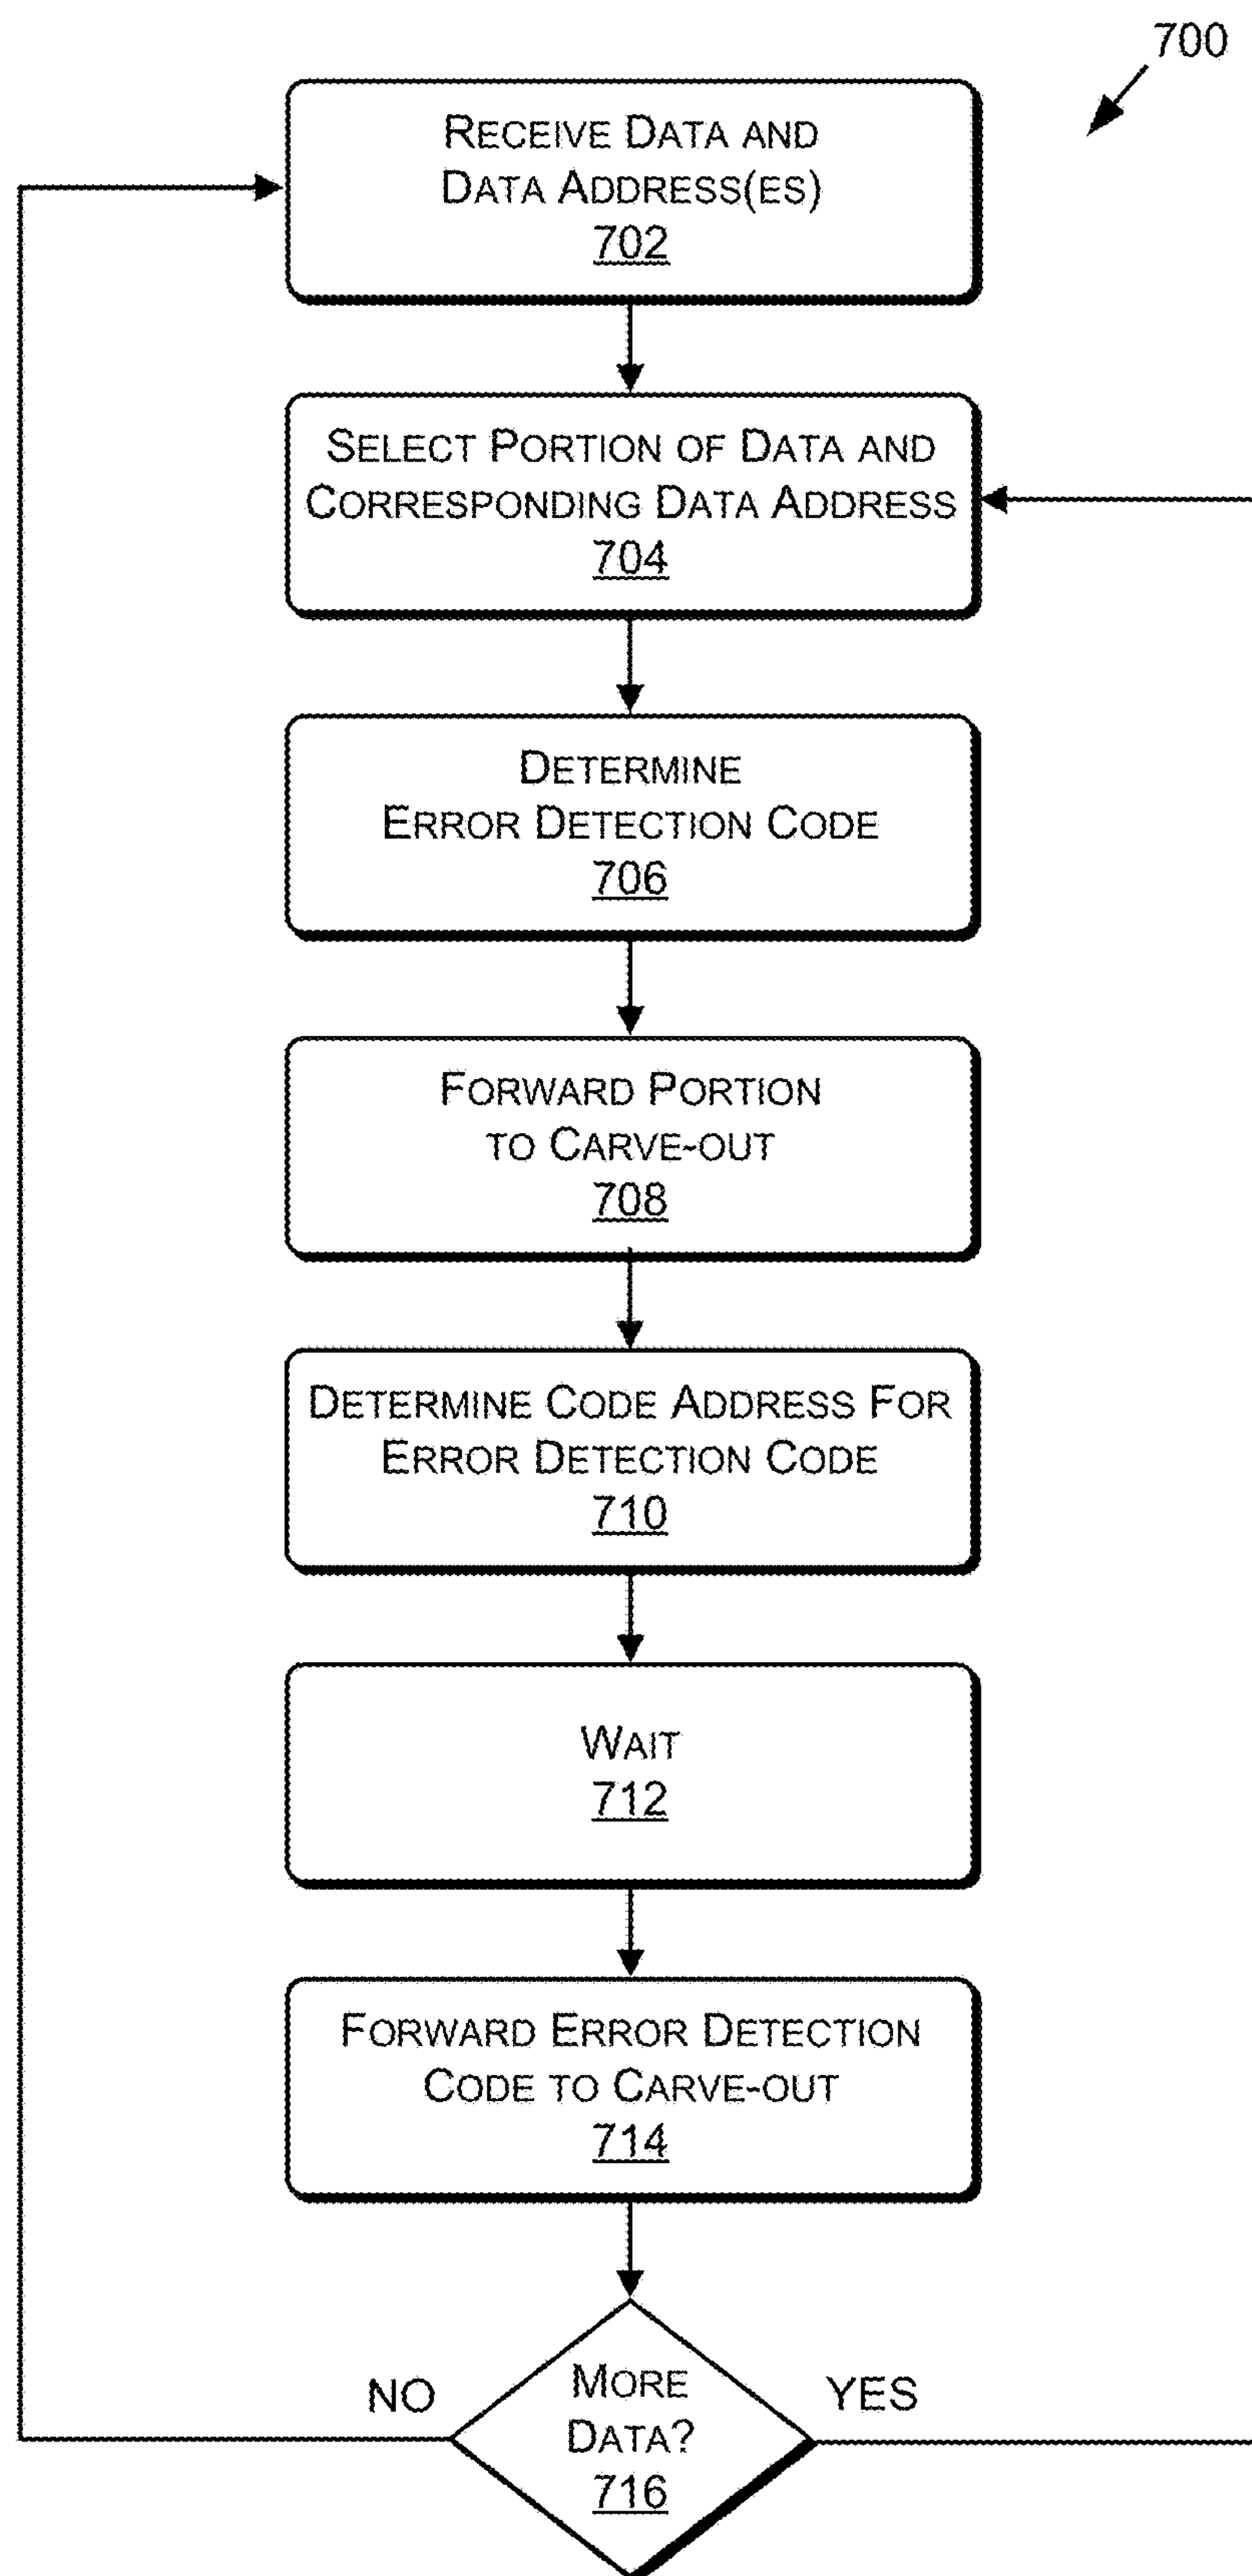 700
RECEIVE DATA AND
DATA ADDRESS(ES)
702
SELECT PORTION OF DATA AND
CORRESPONDING DATA ADDRESS
704
DETERMINE
ERROR DETECTION CODE
706
FORWARD PORTION
TO CARVE-OUT
708
DETERMINE CODE ADDRESS FOR
ERROR DETECTION CODE
710
WAIT
712
FORWARD ERROR DETECTION
CODE TO CARVE-OUT
714
NO
MORE
DATA?
716
YES